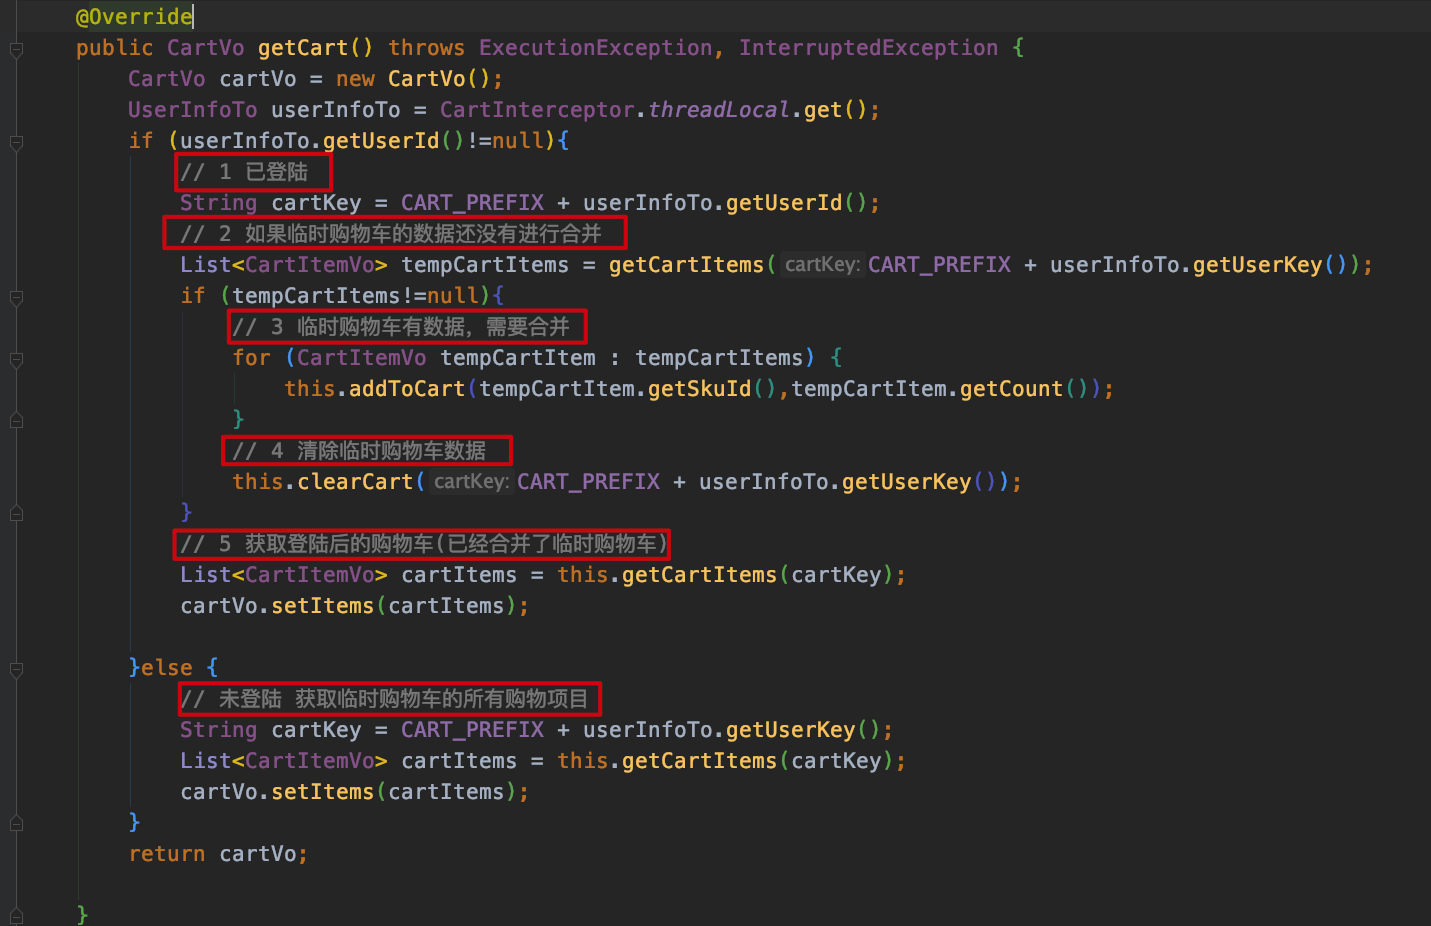 @Override
public CartVo getCart() throws ExecutionException, InterruptedException {
CartVo cartVo = new CartVo();
UserInfoTo userInfoTo = CartInterceptor.threadLocal.get();
if (userInfoTo.getUserId()!=null){
// 1 已登陆
String cartKey = CART_PREFIX + userInfoTo.getUserId();
// 2 如果临时购物车的数据还没有进行合并
List<CartItemVo> tempCartItems = getCartItems( cartKey: CART_PREFIX + userInfoTo.getUserKey());
if (tempCartItems!=null){
// 3 临时购物车有数据，需要合并
for (CartItemVo tempCartItem : tempCartItems) {
this.addToCart(tempCartItem.getSkuId(),tempCartItem.getCount());
}
// 4 清除临时购物车数据
this.clearCart( cartKey: CART_PREFIX + userInfoTo.getUserKey());
}
// 5 获取登陆后的购物车(已经合并了临时购物车)
List<CartItemVo> cartItems = this.getCartItems(cartKey);
cartVo.setItems(cartItems);
}else {
// 未登陆 获取临时购物车的所有购物项目
String cartKey = CART_PREFIX + userInfoTo.getUserKey();
List<CartItemVo> cartItems = this.getCartItems(cartKey);
cartVo.setItems(cartItems);
}
return cartVo;
}